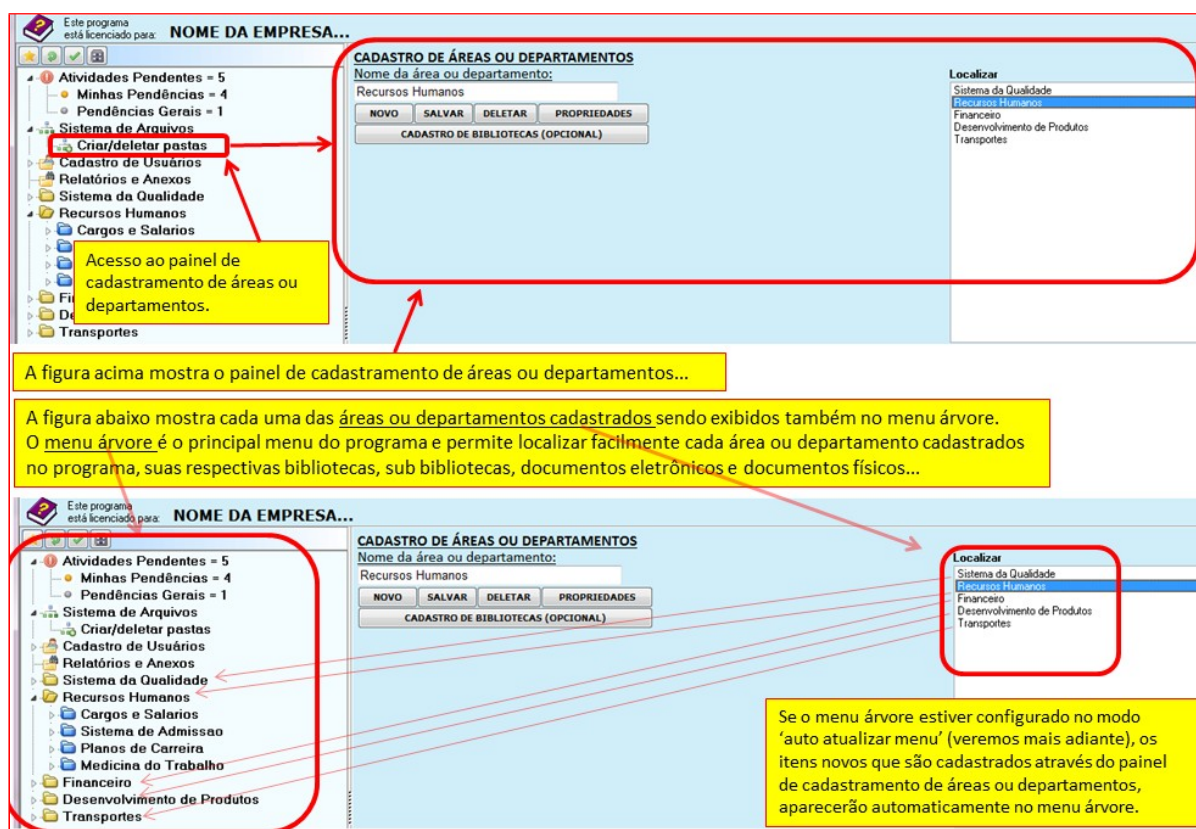 Este programa
está licenciado para: NOME DA EMPRESA...
Atividades Pendentes = 5
Minhas Pendências = 4
Pendências Gerais = 1
Sistema de Arquivos
Criar/deletar pastas
Cadastro de Usuários
Relatórios e Anexos
Sistema da Qualidade
Recursos Humanos
Cargos e Salarios
Fi
De
Transportes
Acesso ao painel de
cadastramento de áreas ou
departamentos.
CADASTRO DE ÁREAS OU DEPARTAMENTOS
Nome da área ou departamento:
Recursos Humanos
NOVO SALVAR DELETAR PROPRIEDADES
CADASTRO DE BIBLIOTECAS (OPCIONAL)
Localizar
Sistema da Qualidade
Recursos Humanos
Financeiro
Desenvolvimento de Produtos
Transportes
A figura acima mostra o painel de cadastramento de áreas ou departamentos...
A figura abaixo mostra cada uma das áreas ou departamentos cadastrados sendo exibidos também no menu árvore.
O menu árvore é o principal menu do programa e permite localizar facilmente cada área ou departamento cadastrados
no programa, suas respectivas bibliotecas, sub bibliotecas, documentos eletrônicos e documentos físicos...
Este programa
está licenciado para: NOME DA EMPRESA...
Atividades Pendentes = 5
Minhas Pendências = 4
Pendências Gerais = 1
Sistema de Arquivos
Criar/deletar pastas
Cadastro de Usuários
Relatórios e Anexos
Sistema da Qualidade
Recursos Humanos
Cargos e Salarios
Sistema de Admissao
Planos de Carreira
Medicina do Trabalho
Financeiro
Desenvolvimento de Produtos
Transportes
CADASTRO DE ÁREAS OU DEPARTAMENTOS
Nome da área ou departamento:
Recursos Humanos
NOVO SALVAR DELETAR PROPRIEDADES
CADASTRO DE BIBLIOTECAS (OPCIONAL)
Localizar
Sistema da Qualidade
Recursos Humanos
Financeiro
Desenvolvimento de Produtos
Transportes
Se o menu árvore estiver configurado no modo
‘auto atualizar menu’ (veremos mais adiante), os
itens novos que são cadastrados através do painel
de cadastramento de áreas ou departamentos,
aparecerão automaticamente no menu árvore.